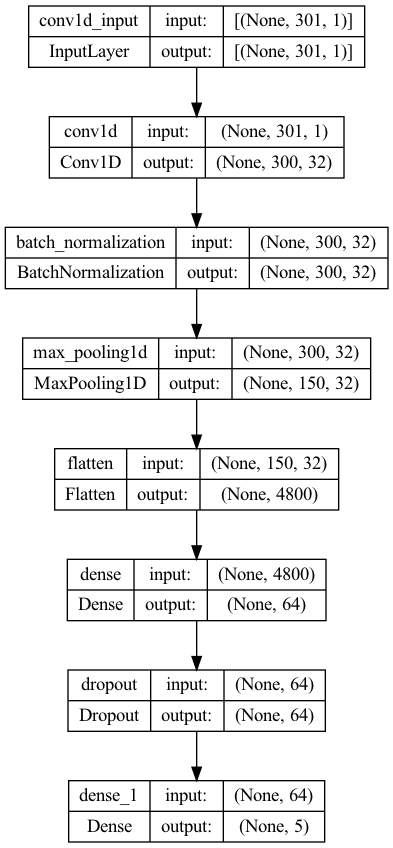 conv1d_input input: [(None, 301, 1)]
InputLayer output: [(None, 301, 1)]
conv1d input: (None, 301, 1)
Conv1D output: (None, 300, 32)
batch_normalization input: (None, 300, 32)
BatchNormalization output: (None, 300, 32)
max_pooling1d input: (None, 300, 32)
MaxPooling1D output: (None, 150, 32)
flatten input: (None, 150, 32)
Flatten output: (None, 4800)
dense input: (None, 4800)
Dense output: (None, 64)
dropout input: (None, 64)
Dropout output: (None, 64)
dense_1 input: (None, 64)
Dense output: (None, 5)